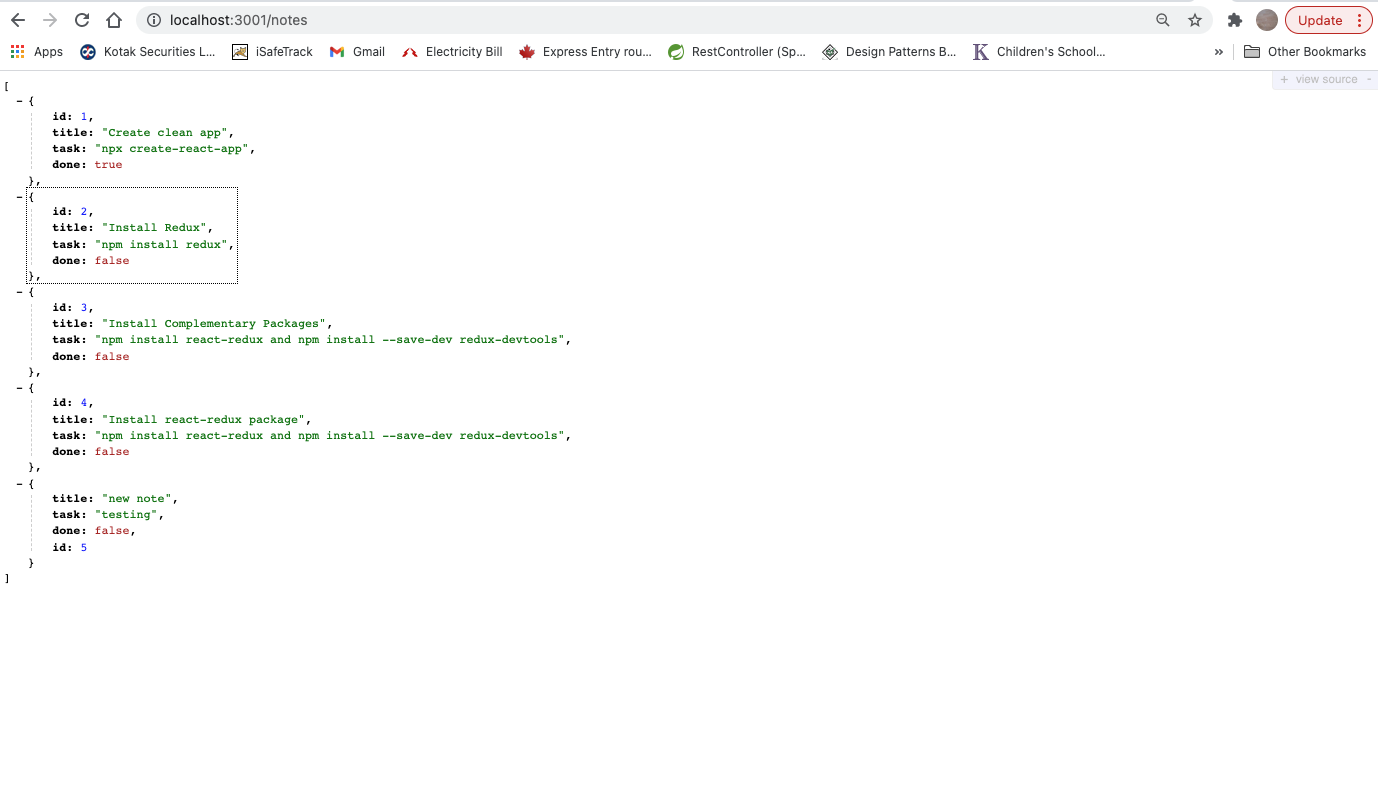 localhost:3001/notes
Update
Apps
Kotak Securities L...
iSafeTrack
Gmail
Electricity Bill
Express Entry rou...
RestController (Sp...
Design Patterns B...
K
Children's School...
»
Other Bookmarks
+ view source -
[
- {
id: 1,
title: "Create clean app",
task: "npx create-react-app",
done: true
},
- {
id: 2,
title: "Install Redux",
task: "npm install redux",
done: false
},
- {
id: 3,
title: "Install Complementary Packages",
task: "npm install react-redux and npm install --save-dev redux-devtools",
done: false
},
- {
id: 4,
title: "Install react-redux package",
task: "npm install react-redux and npm install --save-dev redux-devtools",
done: false
},
- {
title: "new note",
task: "testing",
done: false,
id: 5
}
]